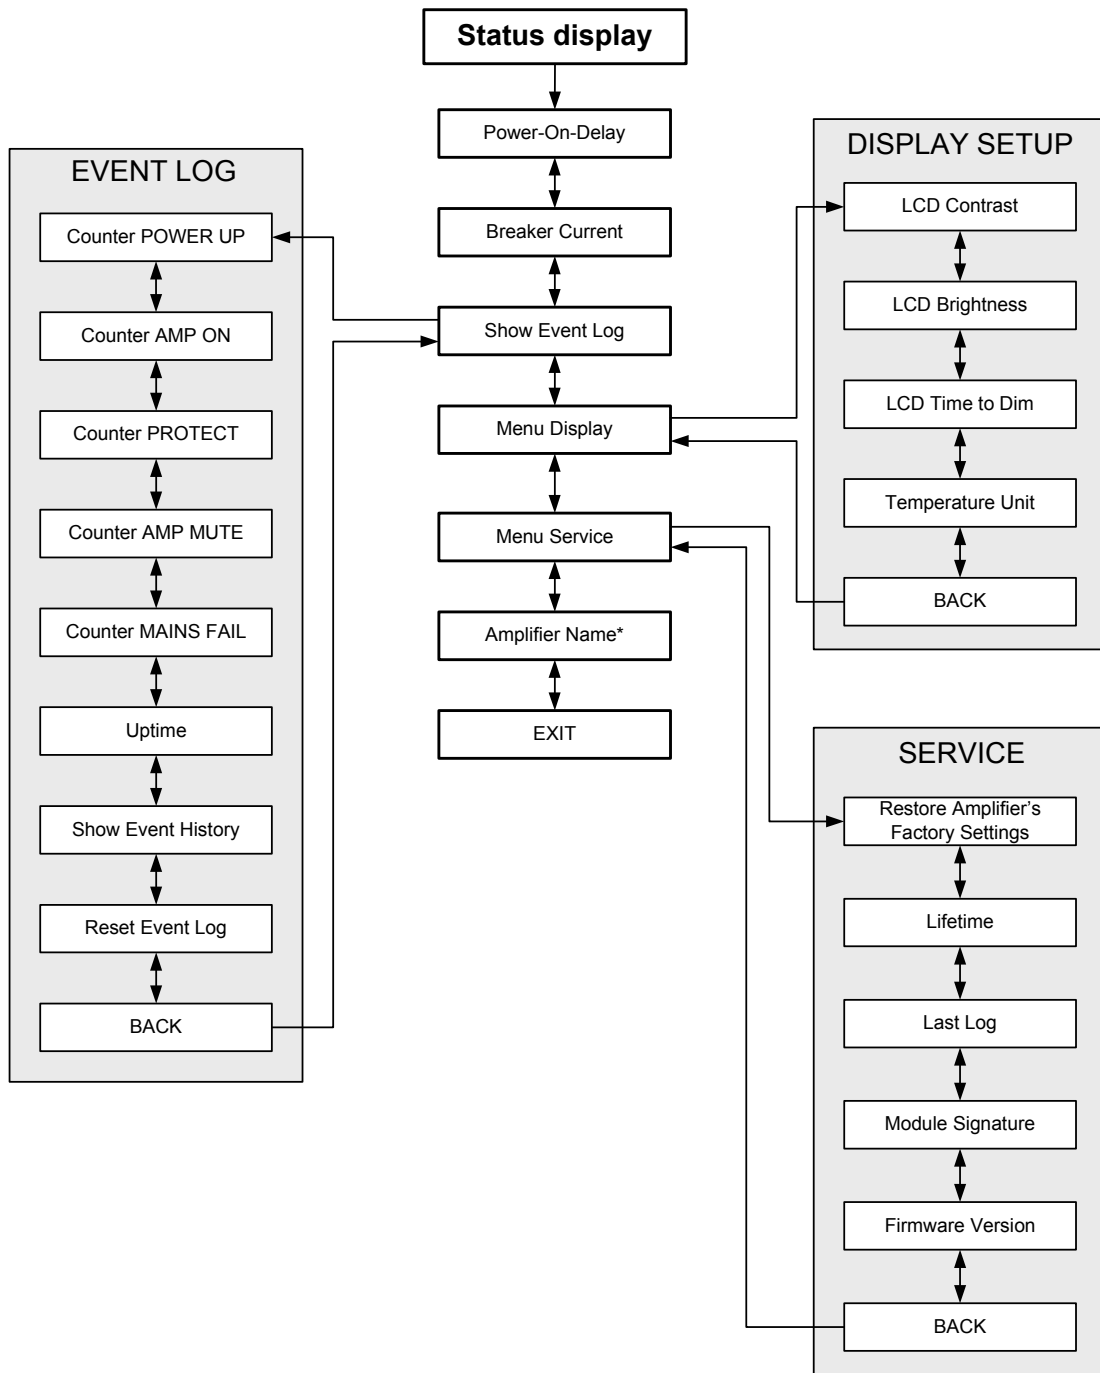 Status display
Power-On-Delay
Breaker Current
Show Event Log
Menu Display
Menu Service
Amplifier Name*
EXIT
EVENT LOG
Counter POWER UP
Counter AMP ON
Counter PROTECT
Counter AMP MUTE
Counter MAINS FAIL
Uptime
Show Event History
Reset Event Log
BACK
DISPLAY SETUP
LCD Contrast
LCD Brightness
LCD Time to Dim
Temperature Unit
BACK
SERVICE
Restore Amplifier’s
Factory Settings
Lifetime
Last Log
Module Signature
Firmware Version
BACK